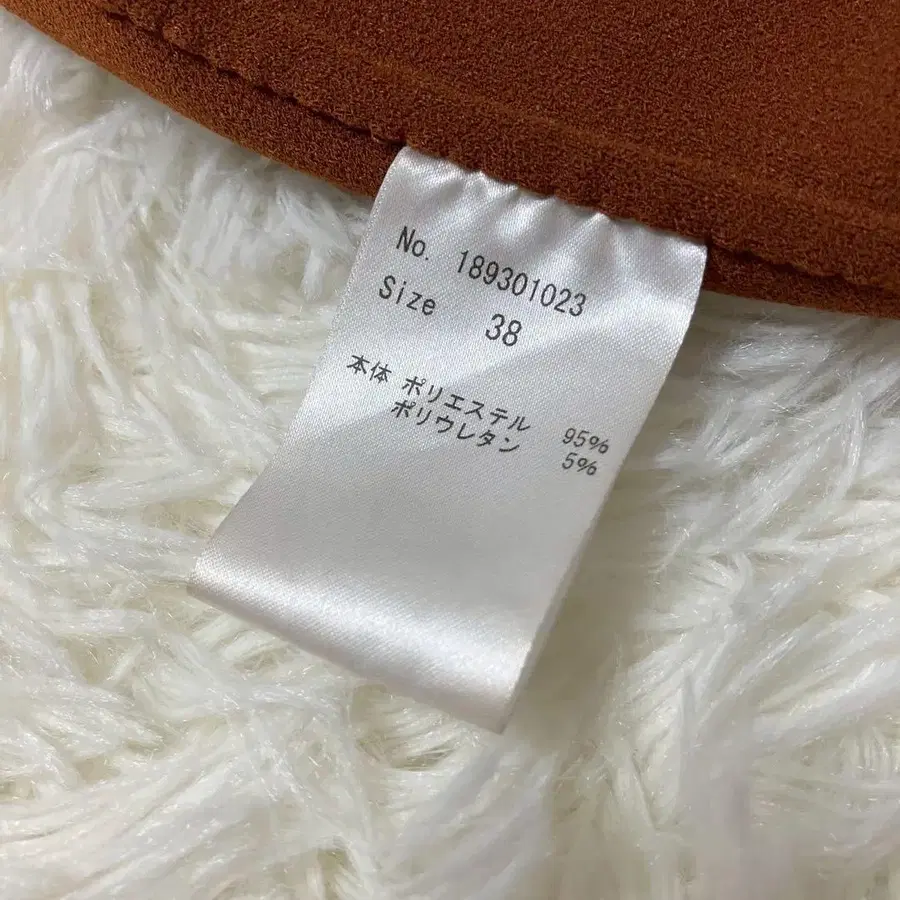 No. 189301023
Size 38
本体 ポリエステル 95%
ポリウレタン 5%